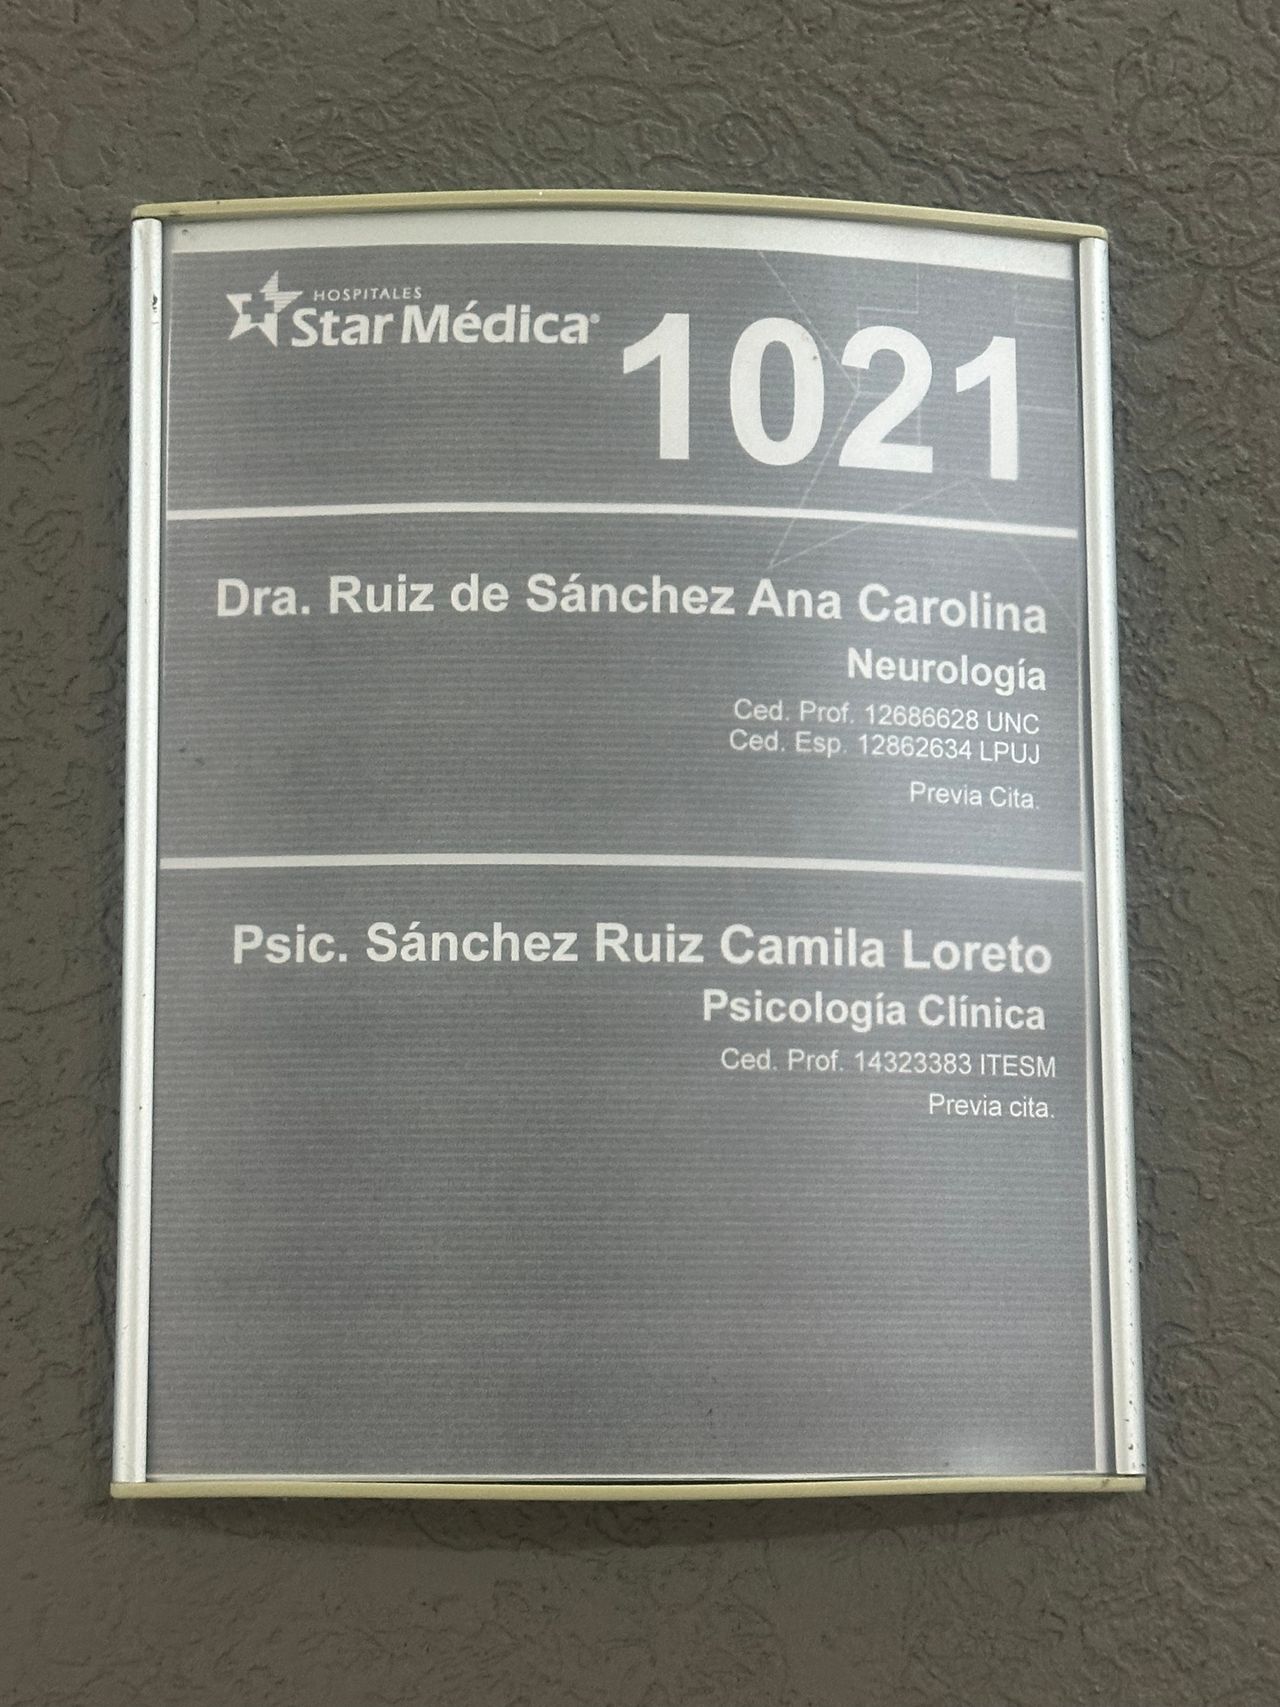 HOSPITALES
Star Médica®
1021
Dra. Ruiz de Sánchez Ana Carolina
Neurología
Ced. Prof. 12686628 UNC
Ced. Esp. 12862634 LPUJ
Previa Cita.
Psic. Sánchez Ruiz Camila Loreto
Psicología Clínica
Ced. Prof. 14323383 ITESM
Previa cita.